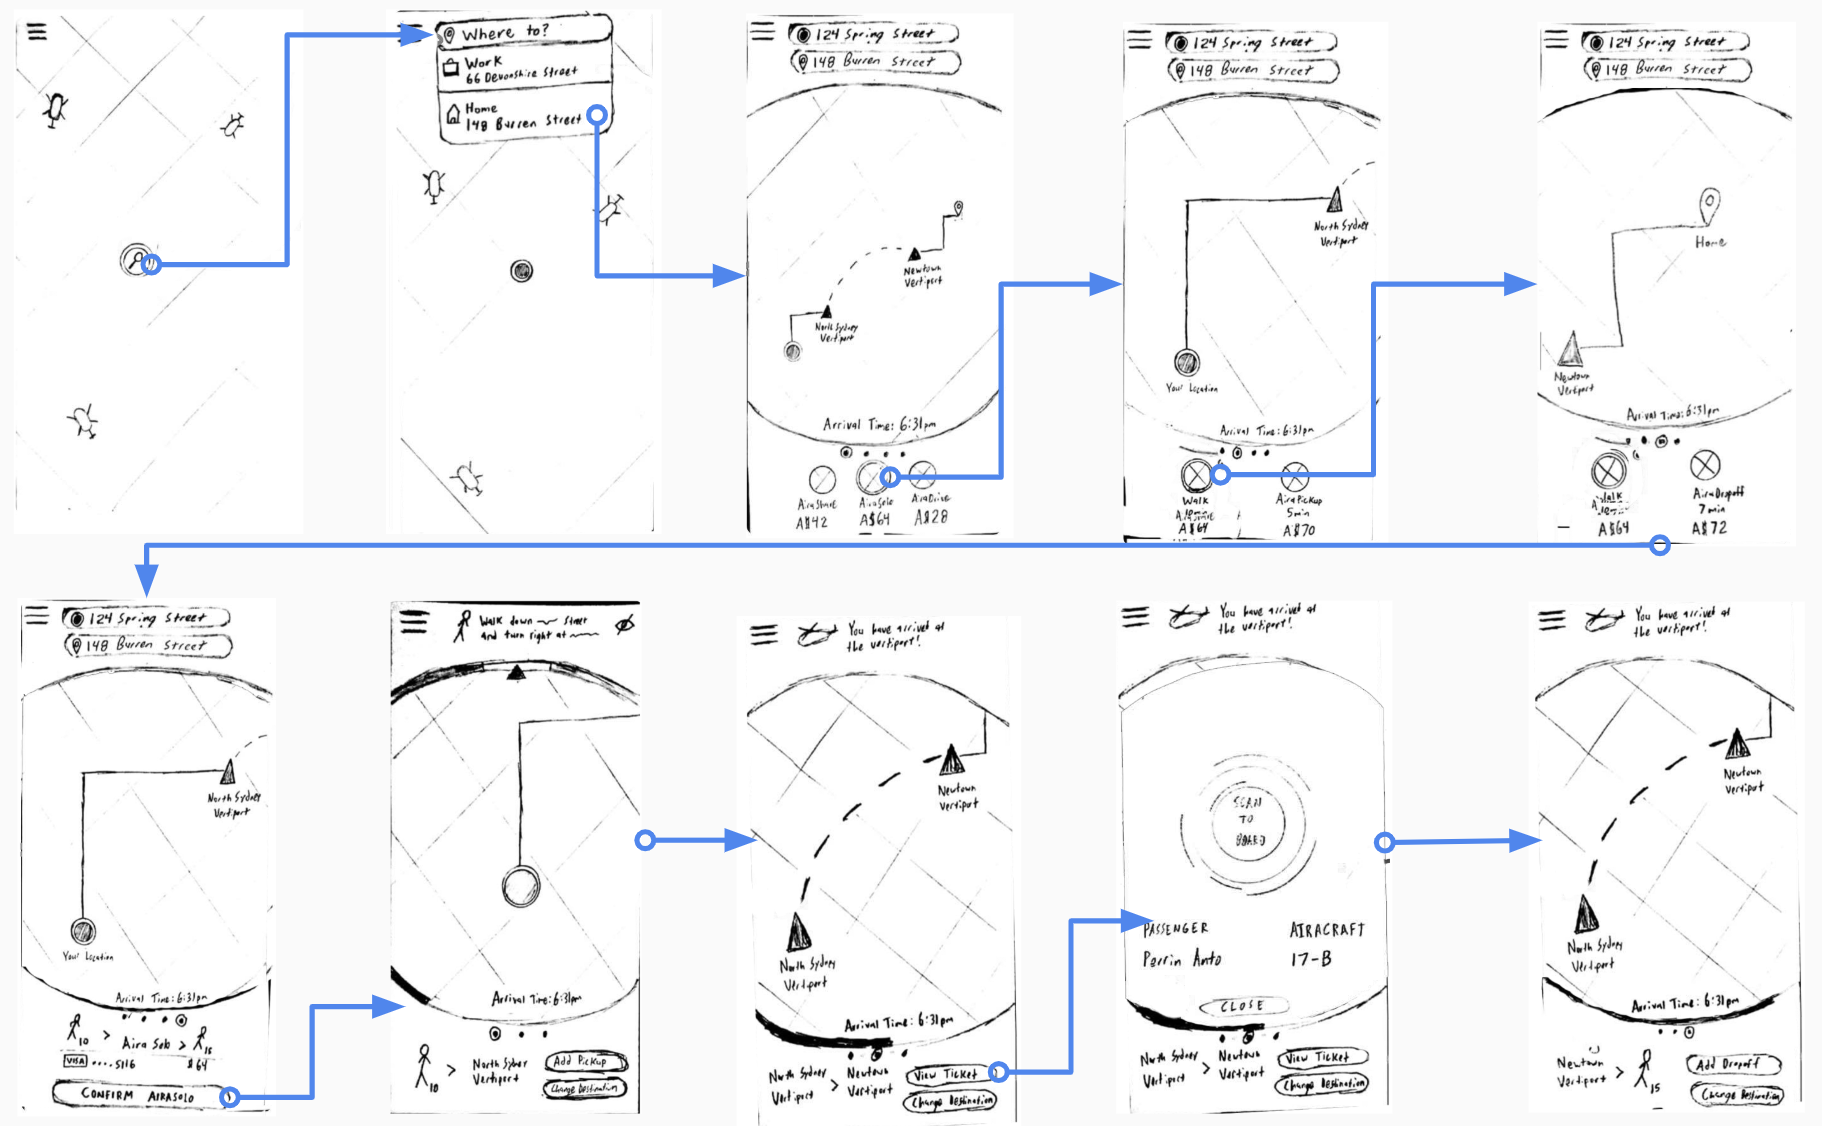 Where to?
Work
66 Devonshire Street
Home
148 Burren Street
124 Spring Street
148 Burren Street
Newtown
Vertiport
North Sydney
Vertiport
Arrival Time: 6:31pm
AiraShare
AiraSolo
AiraDrive
A$42
A$64
A$28
124 Spring Street
148 Burren Street
North Sydney
Vertiport
Your Location
Arrival Time: 6:31pm
Walk
AiraPickup
5min
A$64
A$70
124 Spring Street
148 Burren Street
Home
Newtown
Vertiport
Arrival Time: 6:31pm
Walk
AiraDropoff
7 min
A$64
A$72
124 Spring Street
148 Burren Street
North Sydney
Vertiport
Your Location
Arrival Time: 6:31pm
10 > Aira Solo > 15
VISA ....5116 $64
CONFIRM AIRASOLO
Walk down Street
and turn right at
Arrival Time: 6:31pm
10 > North Sydney
Vertiport
Add Pickup
Change Destination
You have arrived at
the vertiport!
Newtown
Vertiport
North Sydney
Vertiport
Arrival Time: 6:31pm
North Sydney
Vertiport
>
Newtown
Vertiport
View Ticket
Change Destination
You have arrived at
the vertiport!
SCAN
TO
BOARD
PASSENGER AIRACRAFT
Perrin Anto 17-B
CLOSE
North Sydney
Vertiport
>
Newtown
Vertiport
View Ticket
Change Destination
You have arrived at
the vertiport!
Newtown
Vertiport
North Sydney
Vertiport
Arrival Time: 6:31pm
Newtown
Vertiport
> 15
Add Dropoff
Change Destination